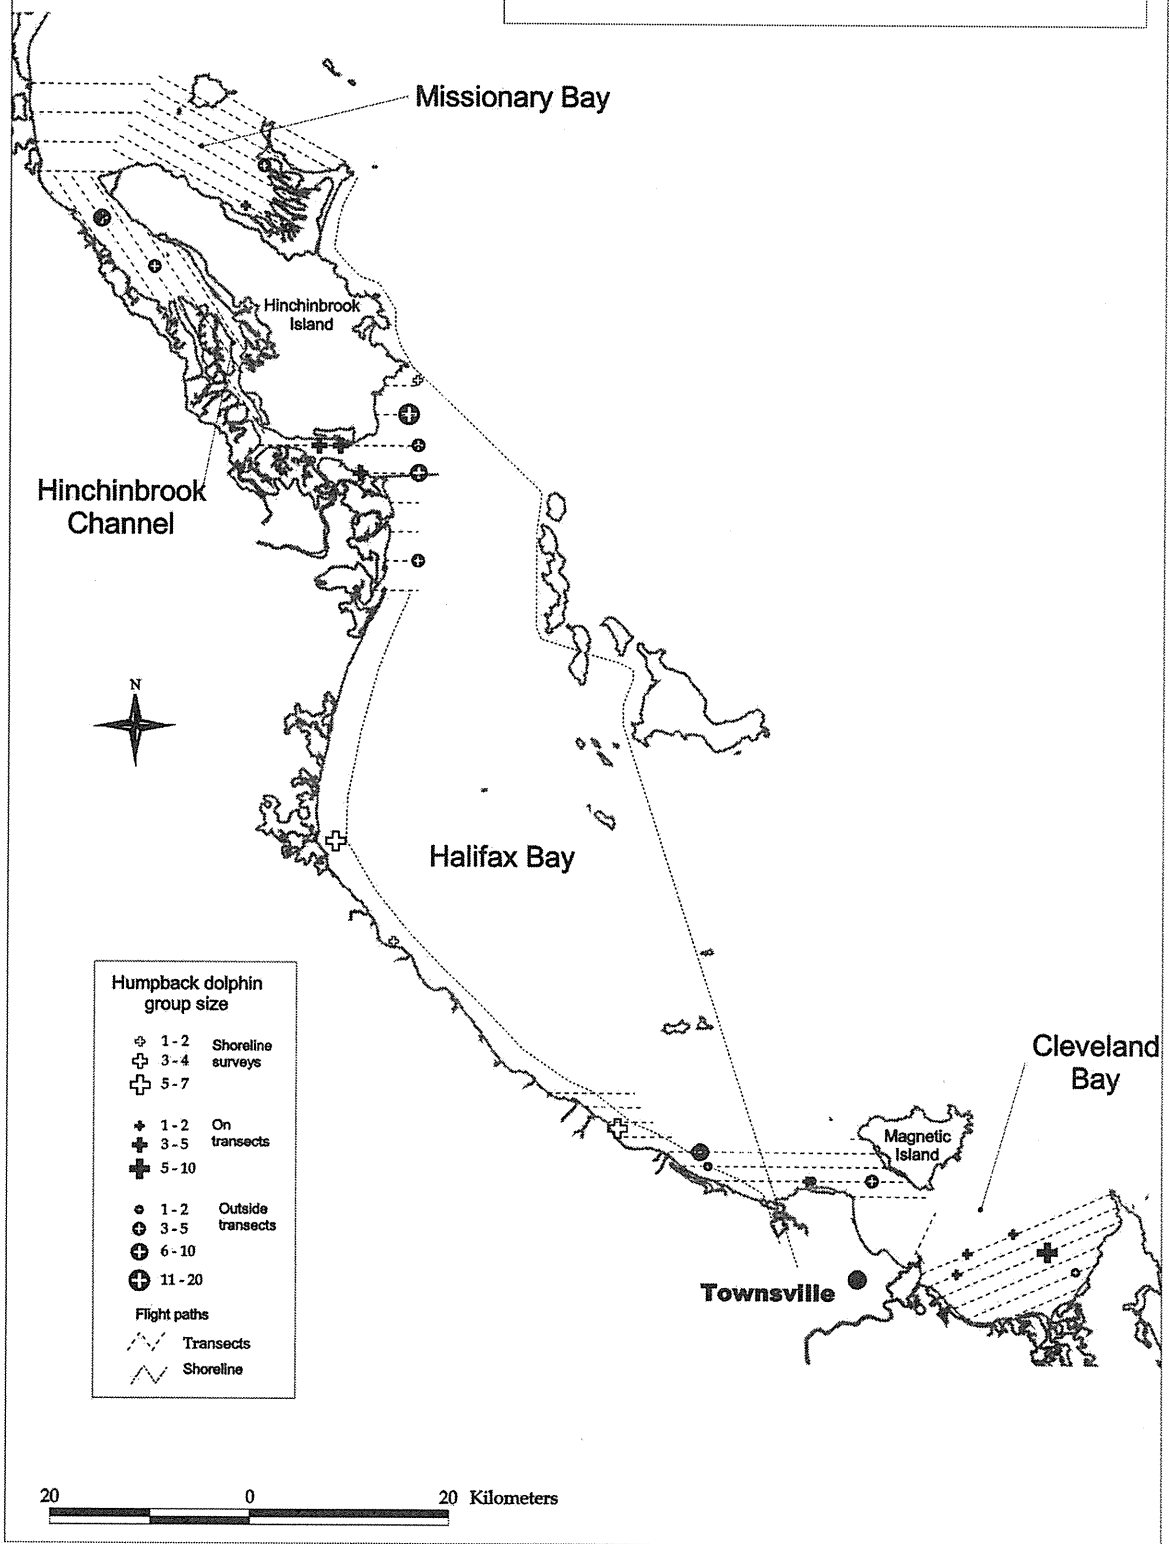 Missionary Bay
Hinchinbrook
Island
Hinchinbrook
Channel
N
Halifax Bay
Humpback dolphin
group size
1 - 2
3 - 4
5 - 7
Shoreline
surveys
1 - 2
3 - 5
5 - 10
On
transects
1 - 2
3 - 5
6 - 10
11 - 20
Outside
transects
Flight paths
Transects
Shoreline
Cleveland
Bay
Magnetic
Island
Townsville
20 0 20 Kilometers